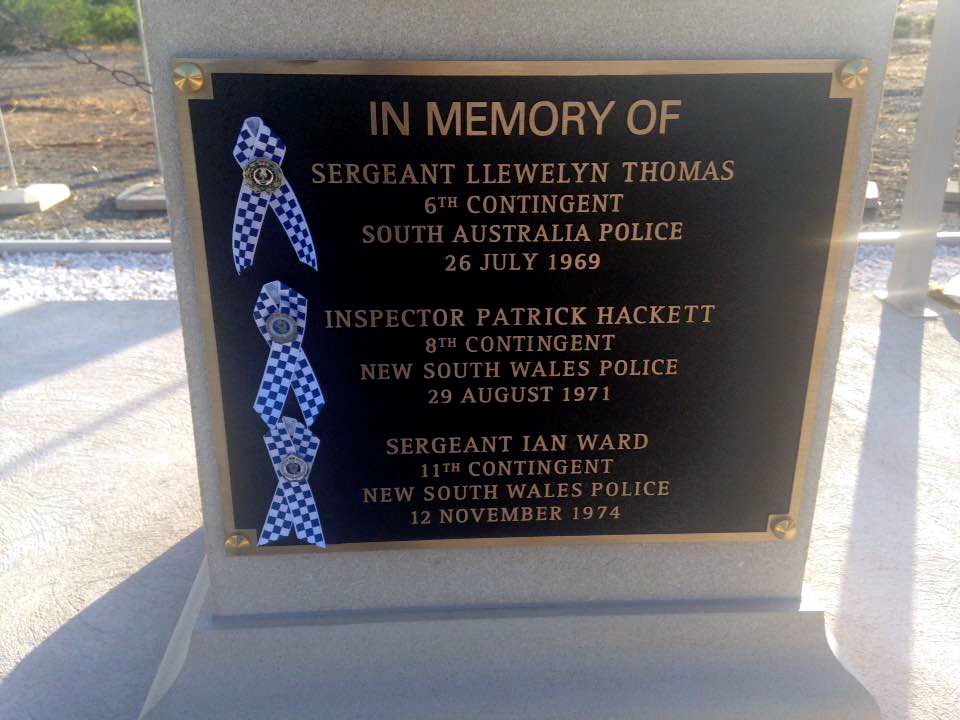 IN MEMORY OF
SERGEANT LLEWELYN THOMAS
6TH CONTINGENT
SOUTH AUSTRALIA POLICE
26 JULY 1969
INSPECTOR PATRICK HACKETT
8TH CONTINGENT
NEW SOUTH WALES POLICE
29 AUGUST 1971
SERGEANT IAN WARD
11TH CONTINGENT
NEW SOUTH WALES POLICE
12 NOVEMBER 1974